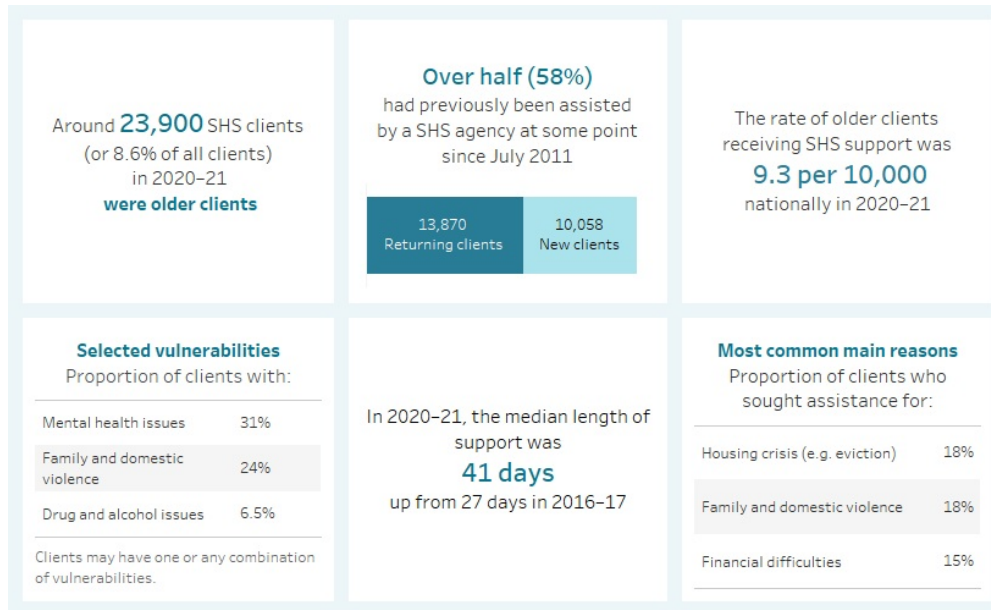 Around 23,900 SHS clients
(or 8.6% of all clients)
in 2020–21
were older clients
Over half (58%)
had previously been assisted
by a SHS agency at some point
since July 2011
13,870
Returning clients
10,058
New clients
The rate of older clients
receiving SHS support was
9.3 per 10,000
nationally in 2020–21
Selected vulnerabilities
Proportion of clients with:
Mental health issues 31%
Family and domestic
violence 24%
Drug and alcohol issues 6.5%
Clients may have one or any combination
of vulnerabilities.
In 2020–21, the median length of
support was
41 days
up from 27 days in 2016–17
Most common main reasons
Proportion of clients who
sought assistance for:
Housing crisis (e.g. eviction) 18%
Family and domestic violence 18%
Financial difficulties 15%